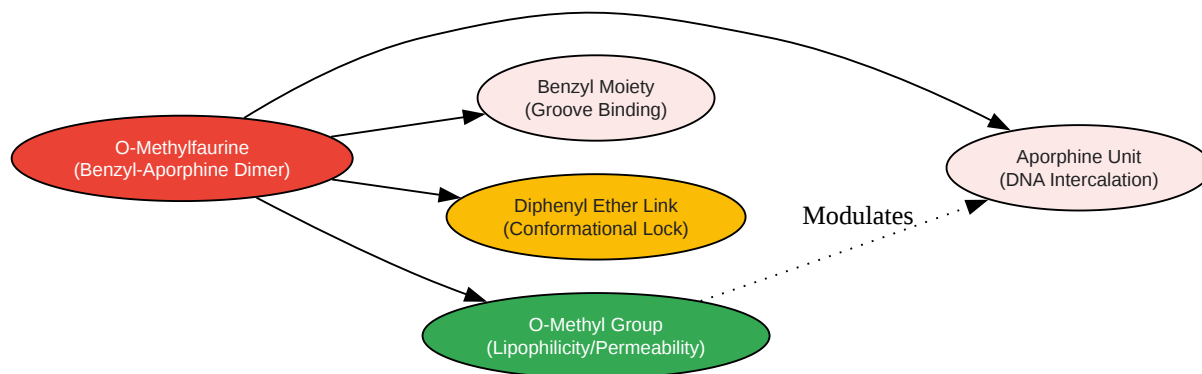 O-Methylfaurine
(Benzyl-Aporphine Dimer)
Benzyl Moiety
(Groove Binding)
Diphenyl Ether Link
(Conformational Lock)
O-Methyl Group
(Lipophilicity/Permeability)
Modulates
Aporphine Unit
(DNA Intercalation)